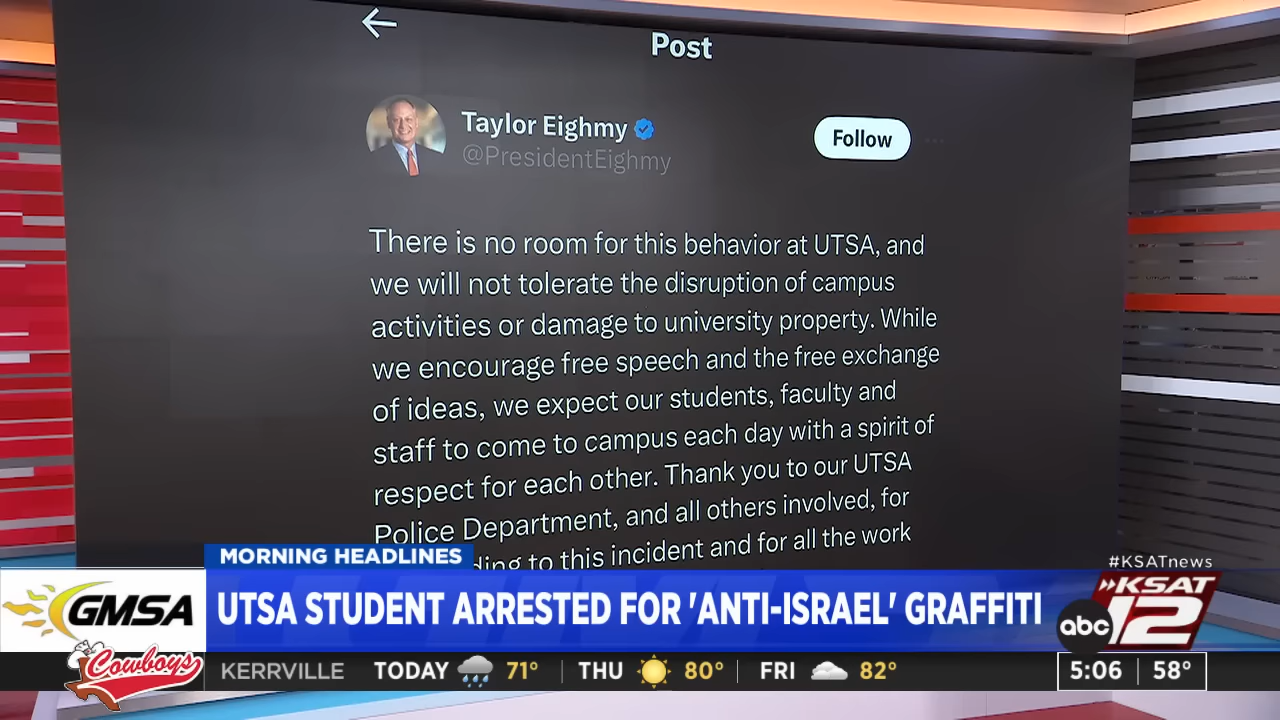 Post
Taylor Eighmy
@PresidentEighmy
Follow
There is no room for this behavior at UTSA, and
we will not tolerate the disruption of campus
activities or damage to university property. While
we encourage free speech and the free exchange
of ideas, we expect our students, faculty and
staff to come to campus each day with a spirit of
respect for each other. Thank you to our UTSA
Police Department, and all others involved, for
to this incident and for all the work
MORNING HEADLINES
#KSATnews
GMSA
UTSA STUDENT ARRESTED FOR 'ANTI-ISRAEL' GRAFFITI
abc KSAT 12
Cowboys
KERRVILLE TODAY 71° THU 80° FRI 82°
5:06 58°